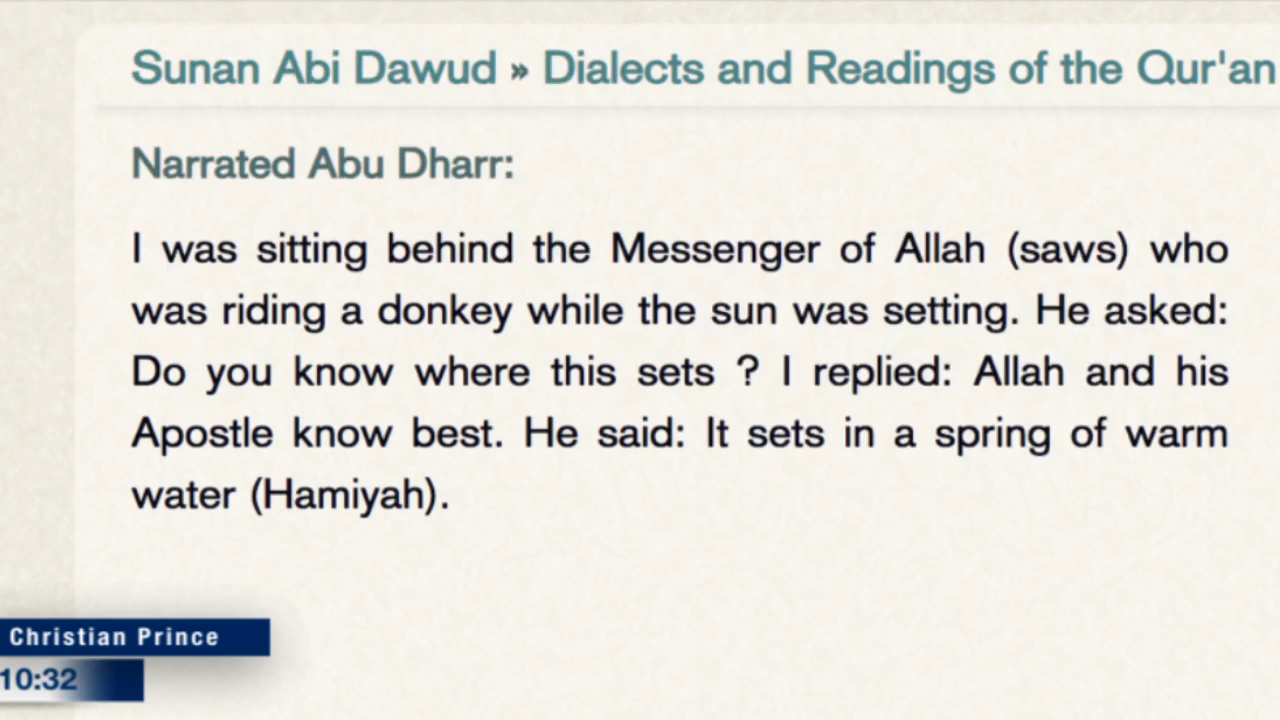 Sunan Abi Dawud » Dialects and Readings of the Qur'an
Narrated Abu Dharr:
I was sitting behind the Messenger of Allah (saws) who
was riding a donkey while the sun was setting. He asked:
Do you know where this sets ? I replied: Allah and his
Apostle know best. He said: It sets in a spring of warm
water (Hamiyah).
Christian Prince
10:32